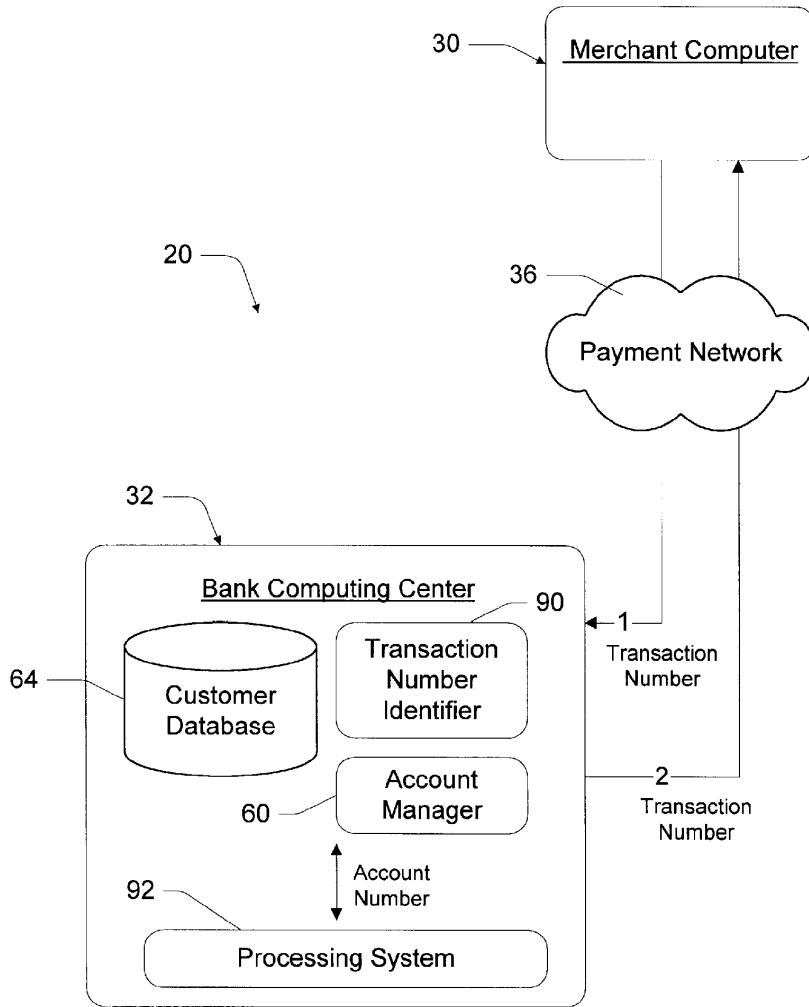 30
Merchant Computer
20
36
Payment Network
32
Bank Computing Center
90
1
Transaction
Number
64
Customer
Database
Transaction
Number
Identifier
2
Transaction
Number
60
Account
Manager
Account
Number
92
Processing System